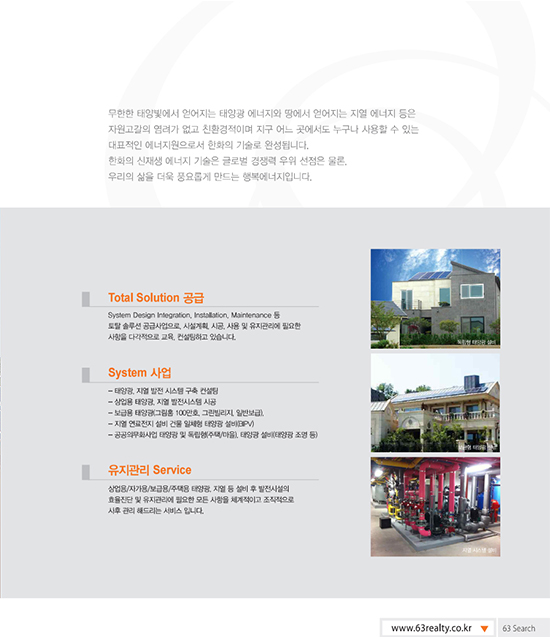 무한한 태양빛에서 얻어지는 태양광 에너지와 땅에서 얻어지는 지열 에너지 등은
자원고갈의 염려가 없고 친환경적이며 지구 어느 곳에서도 누구나 사용할 수 있는
대표적인 에너지원으로서 한화의 기술로 완성됩니다.
한화의 신재생 에너지 기술은 글로벌 경쟁력 우위 선점은 물론,
우리의 삶을 더욱 풍요롭게 만드는 행복에너지입니다.
Total Solution 공급
System Design Integration, Installation, Maintenance 등
토탈 솔루션 공급사업으로, 시설계획, 시공, 사용 및 유지관리에 필요한
사항을 다각적으로 교육, 컨설팅하고 있습니다.
System 사업
– 태양광, 지열 발전 시스템 구축 컨설팅
– 상업용 태양광, 지열 발전시스템 시공
– 보급용 태양광(그림홈 100만호, 그린빌리지, 일반보급),
– 지열 연료전지 설비 건물 일체형 태양광 설비(BIPV)
– 공공의무화사업 태양광 및 독립형(주택/마을), 태양광 설비(태양광 조명 등)
유지관리 Service
상업용/자가용/보급용/주택용 태양광, 지열 등 설비 후 발전시설의
효율진단 및 유지관리에 필요한 모든 사항을 체계적이고 조직적으로
사후 관리 해드리는 서비스 입니다.
독립형 태양광 설비
태양광 설비
설비
www.63realty.co.kr
63 Search